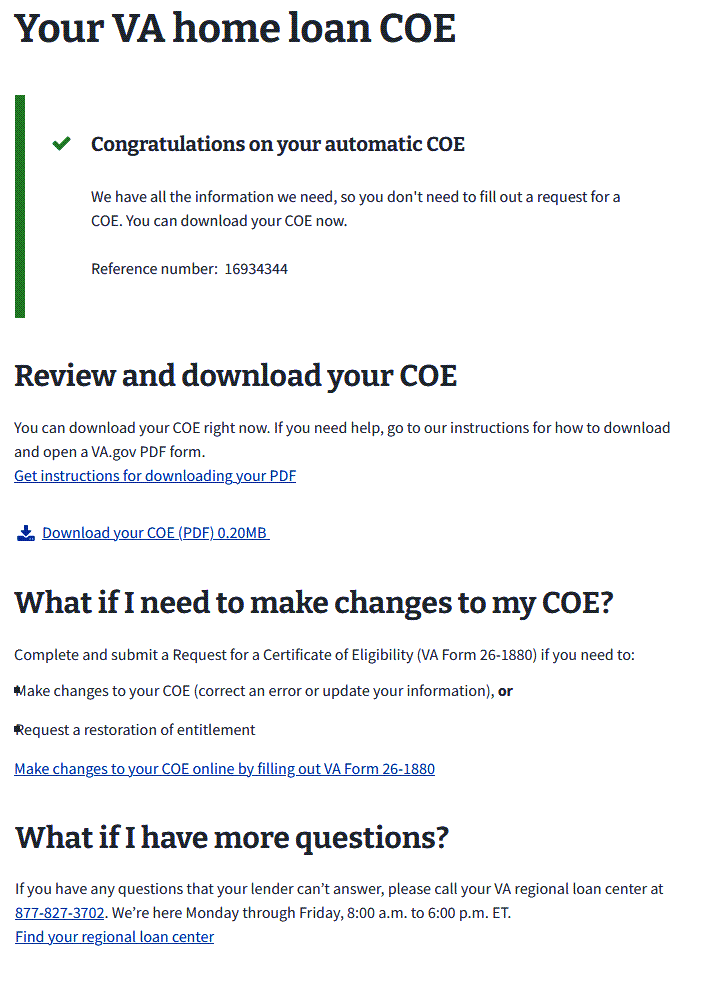 Your VA home loan COE
Congratulations on your automatic COE
We have all the information we need, so you don't need to fill out a request for a
COE. You can download your COE now.
Reference number: 16934344
Review and download your COE
You can download your COE right now. If you need help, go to our instructions for how to download
and open a VA.gov PDF form.
Get instructions for downloading your PDF
Download your COE (PDF) 0.20MB
What if I need to make changes to my COE?
Complete and submit a Request for a Certificate of Eligibility (VA Form 26-1880) if you need to:
Make changes to your COE (correct an error or update your information), or
Request a restoration of entitlement
Make changes to your COE online by filling out VA Form 26-1880
What if I have more questions?
If you have any questions that your lender can’t answer, please call your VA regional loan center at
877-827-3702. We’re here Monday through Friday, 8:00 a.m. to 6:00 p.m. ET.
Find your regional loan center